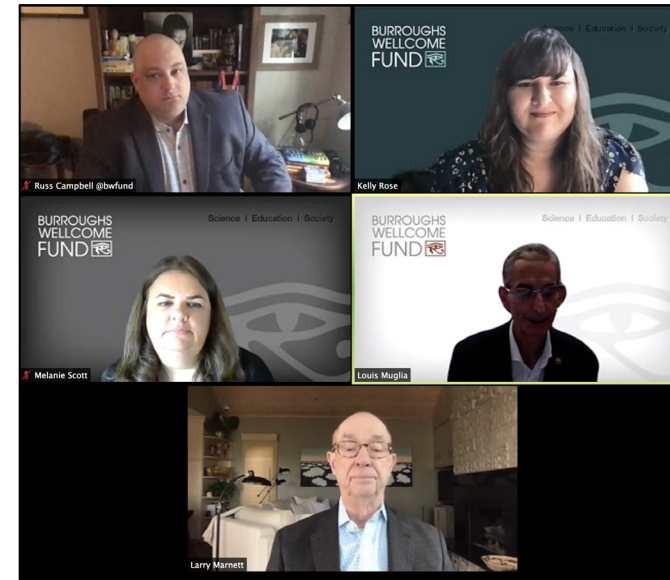 BURROUGHS
WELLCOME
FUND
Science | Education | Society
Russ Campbell @bwfund
Kelly Rose
BURROUGHS
WELLCOME
FUND
Science | Education | Society
BURROUGHS
WELLCOME
FUND
Science | Education | Society
Melanie Scott
Louis Muglia
Larry Marnett